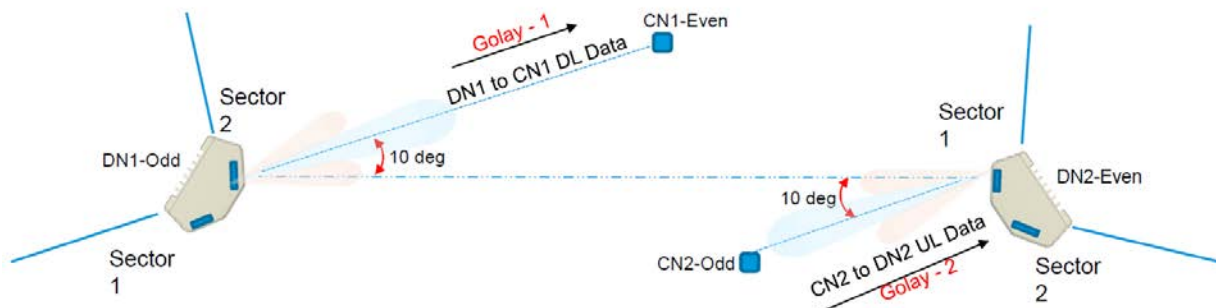 CN1-Even
Golay - 1
DN1 to CN1 DL Data
Sector
2
Sector
1
DN1-Odd
10 deg
10 deg
DN2-Even
CN2-Odd
CN2 to DN2 UL Data
Golay - 2
Sector
1
Sector
2